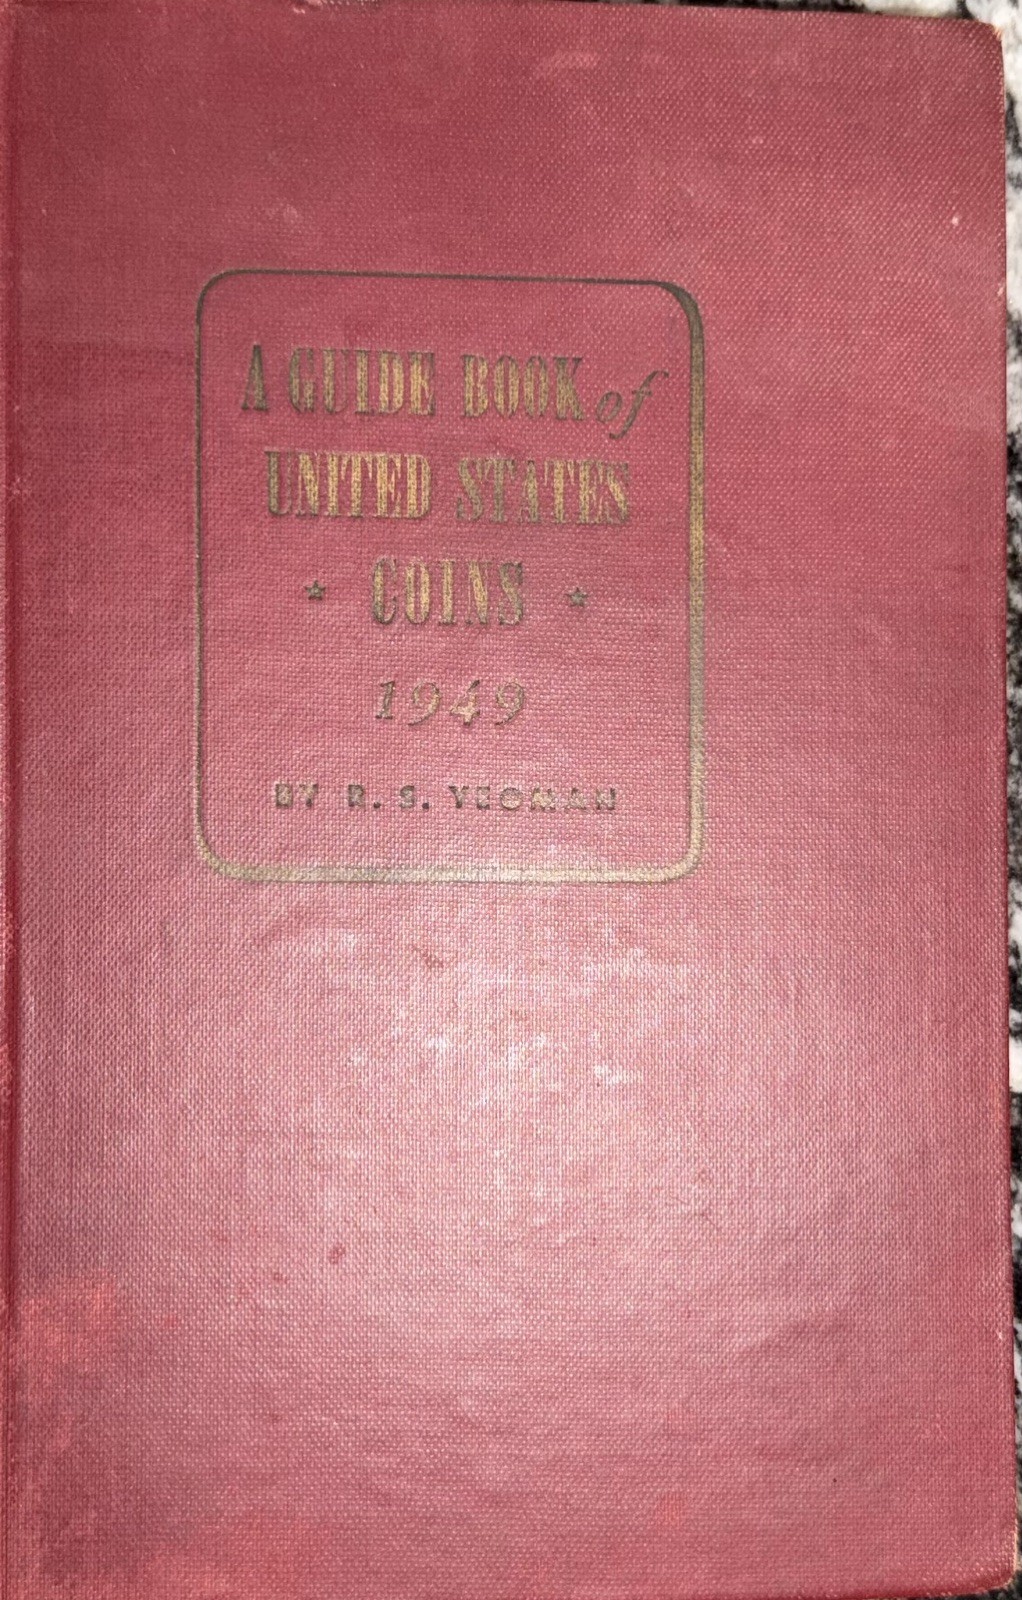 A GUIDE BOOK of
UNITED STATES
★ COINS ★
1949
BY R. S. YEOMAN